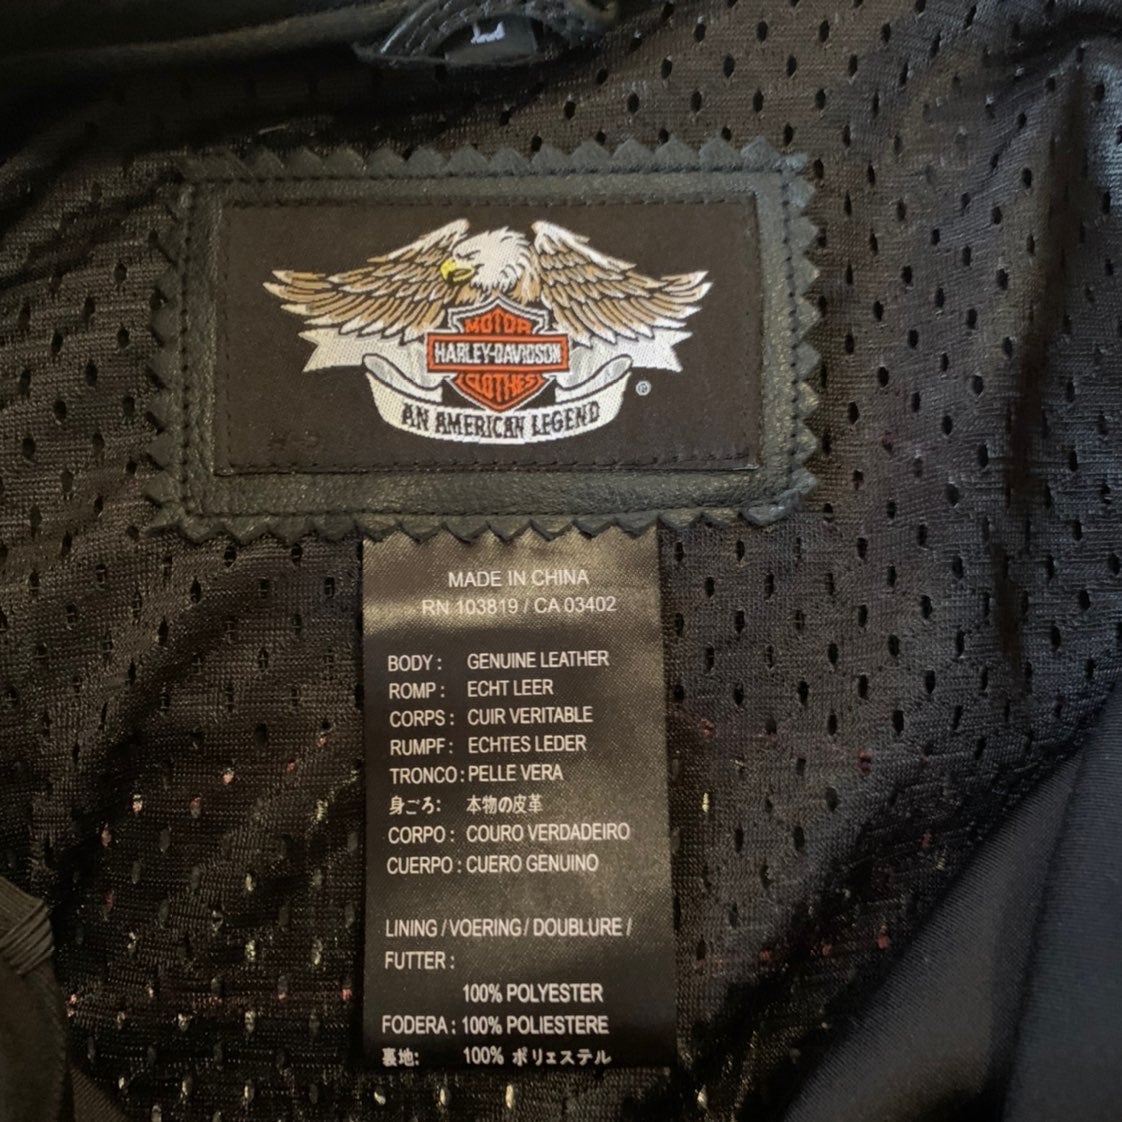 L
MOTOR
HARLEY-DAVIDSON
CLOTHES
®
AN AMERICAN LEGEND
MADE IN CHINA
RN 103819 / CA 03402
BODY : GENUINE LEATHER
ROMP : ECHT LEER
CORPS : CUIR VERITABLE
RUMPF : ECHTES LEDER
TRONCO : PELLE VERA
身ごろ: 本物の皮革
CORPO : COURO VERDADEIRO
CUERPO : CUERO GENUINO
LINING / VOERING / DOUBLURE /
FUTTER :
100% POLYESTER
FODERA : 100% POLIESTERE
裏地: 100% ポリェステル